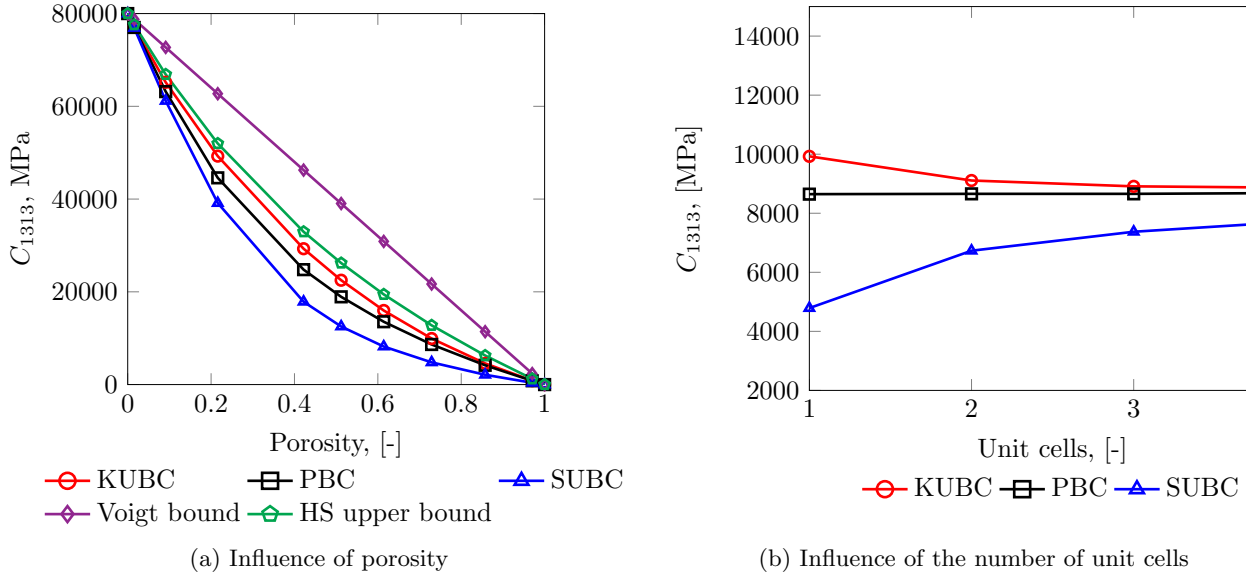 80000
60000
40000
20000
0
C1313, MPa
0
0.2
0.4
0.6
0.8
1
Porosity, [-]
KUBC
PBC
SUBC
Voigt bound
HS upper bound
(a) Influence of porosity
14000
12000
10000
8000
6000
4000
2000
C1313, [MPa]
1
2
3
Unit cells, [-]
KUBC
PBC
SUBC
(b) Influence of the number of unit cells